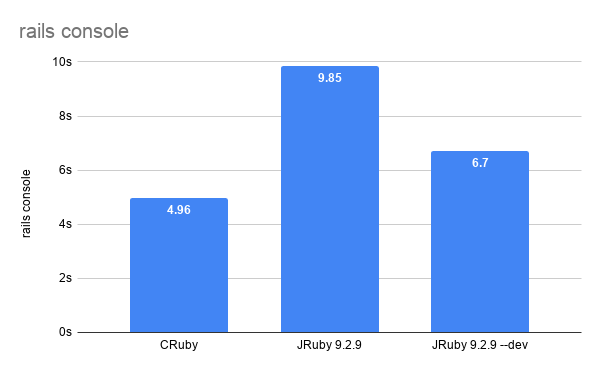 rails console
10s
8s
6s
4s
2s
0s
rails console
4.96
9.85
6.7
CRuby
JRuby 9.2.9
JRuby 9.2.9 --dev